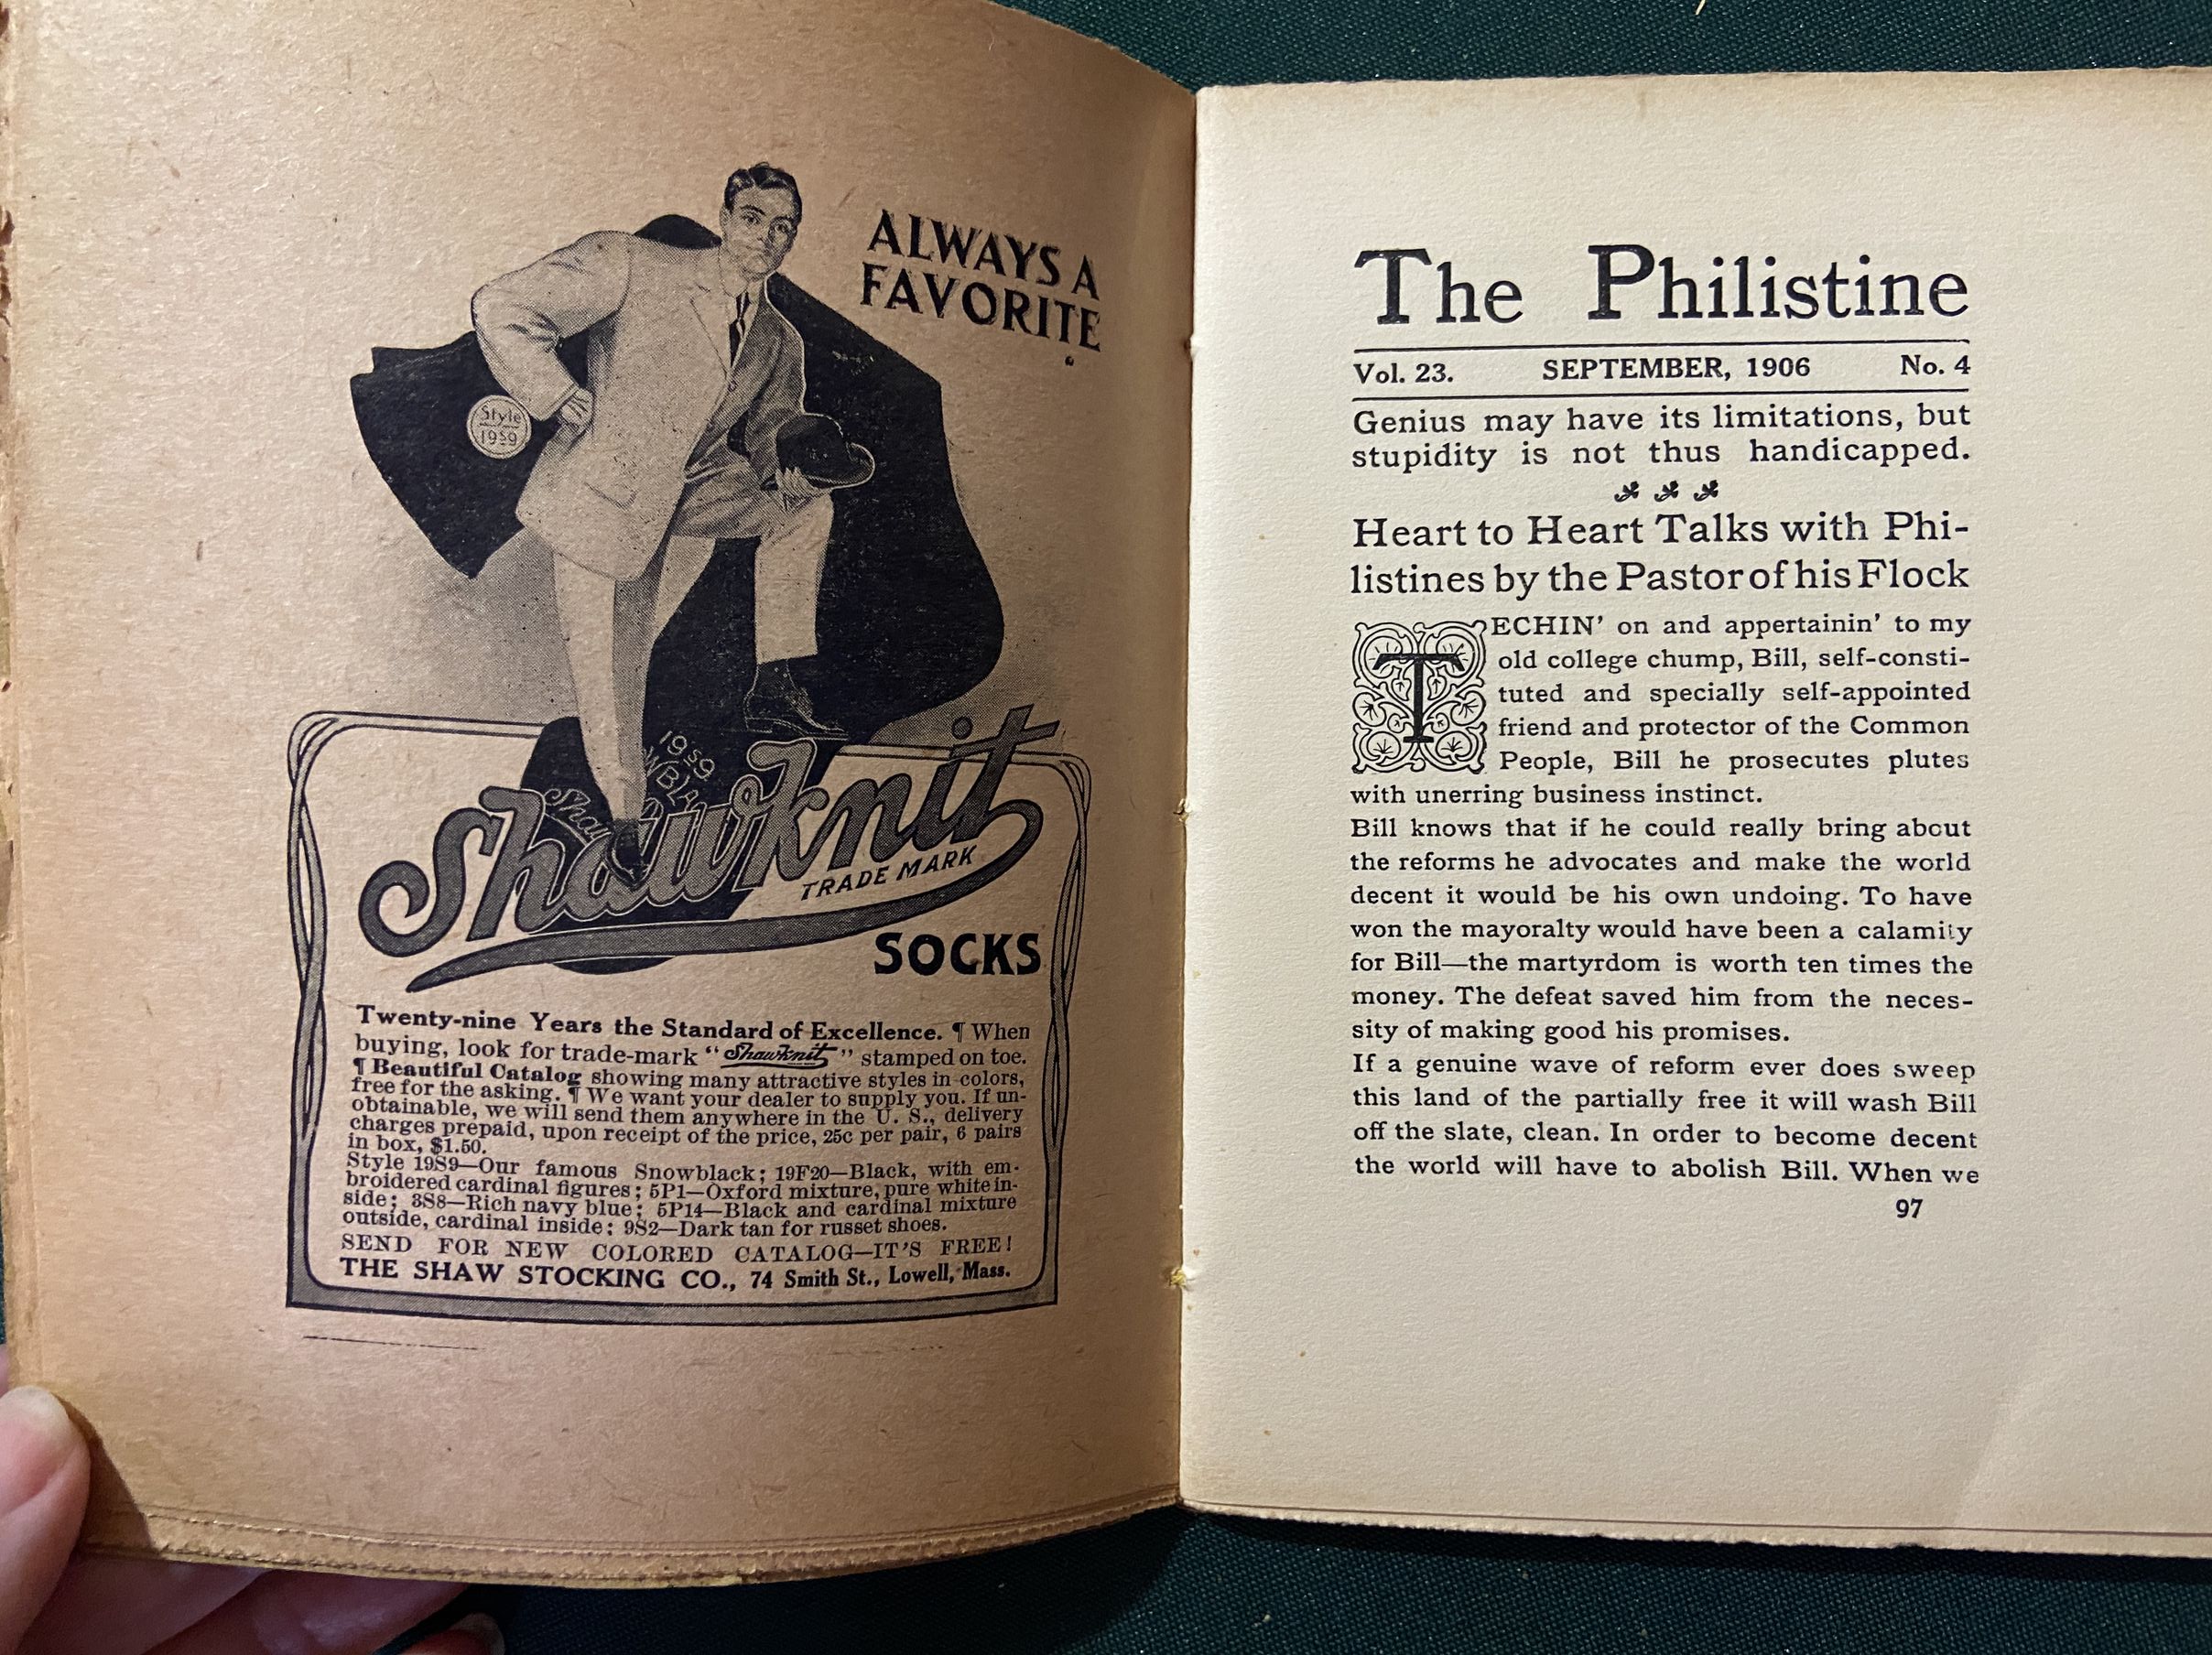 ALWAYS A
FAVORITE
Style
19S9
19S9
Shawknit
TRADE MARK
SOCKS
Twenty-nine Years the Standard of Excellence. ¶ When
buying, look for trade-mark “Shawknit” stamped on toe.
¶ Beautiful Catalog showing many attractive styles in colors,
free for the asking. ¶ We want your dealer to supply you. If un-
obtainable, we will send them anywhere in the U. S., delivery
charges prepaid, upon receipt of the price, 25c per pair, 6 pairs
in box, $1.50.
Style 19S9—Our famous Snowblack; 19F20—Black, with em-
broidered cardinal figures; 5P1—Oxford mixture, pure white in-
side; 3S8—Rich navy blue; 5P14—Black and cardinal mixture
outside, cardinal inside; 9S2—Dark tan for russet shoes.
SEND FOR NEW COLORED CATALOG—IT'S FREE!
THE SHAW STOCKING CO., 74 Smith St., Lowell, Mass.
The Philistine
Vol. 23. SEPTEMBER, 1906 No. 4
Genius may have its limitations, but
stupidity is not thus handicapped.
Heart to Heart Talks with Phi-
listines by the Pastor of his Flock
TECHIN' on and appertainin' to my
old college chump, Bill, self-consti-
tuted and specially self-appointed
friend and protector of the Common
People, Bill he prosecutes plutes
with unerring business instinct.
Bill knows that if he could really bring about
the reforms he advocates and make the world
decent it would be his own undoing. To have
won the mayoralty would have been a calamity
for Bill—the martyrdom is worth ten times the
money. The defeat saved him from the neces-
sity of making good his promises.
If a genuine wave of reform ever does sweep
this land of the partially free it will wash Bill
off the slate, clean. In order to become decent
the world will have to abolish Bill. When we
97